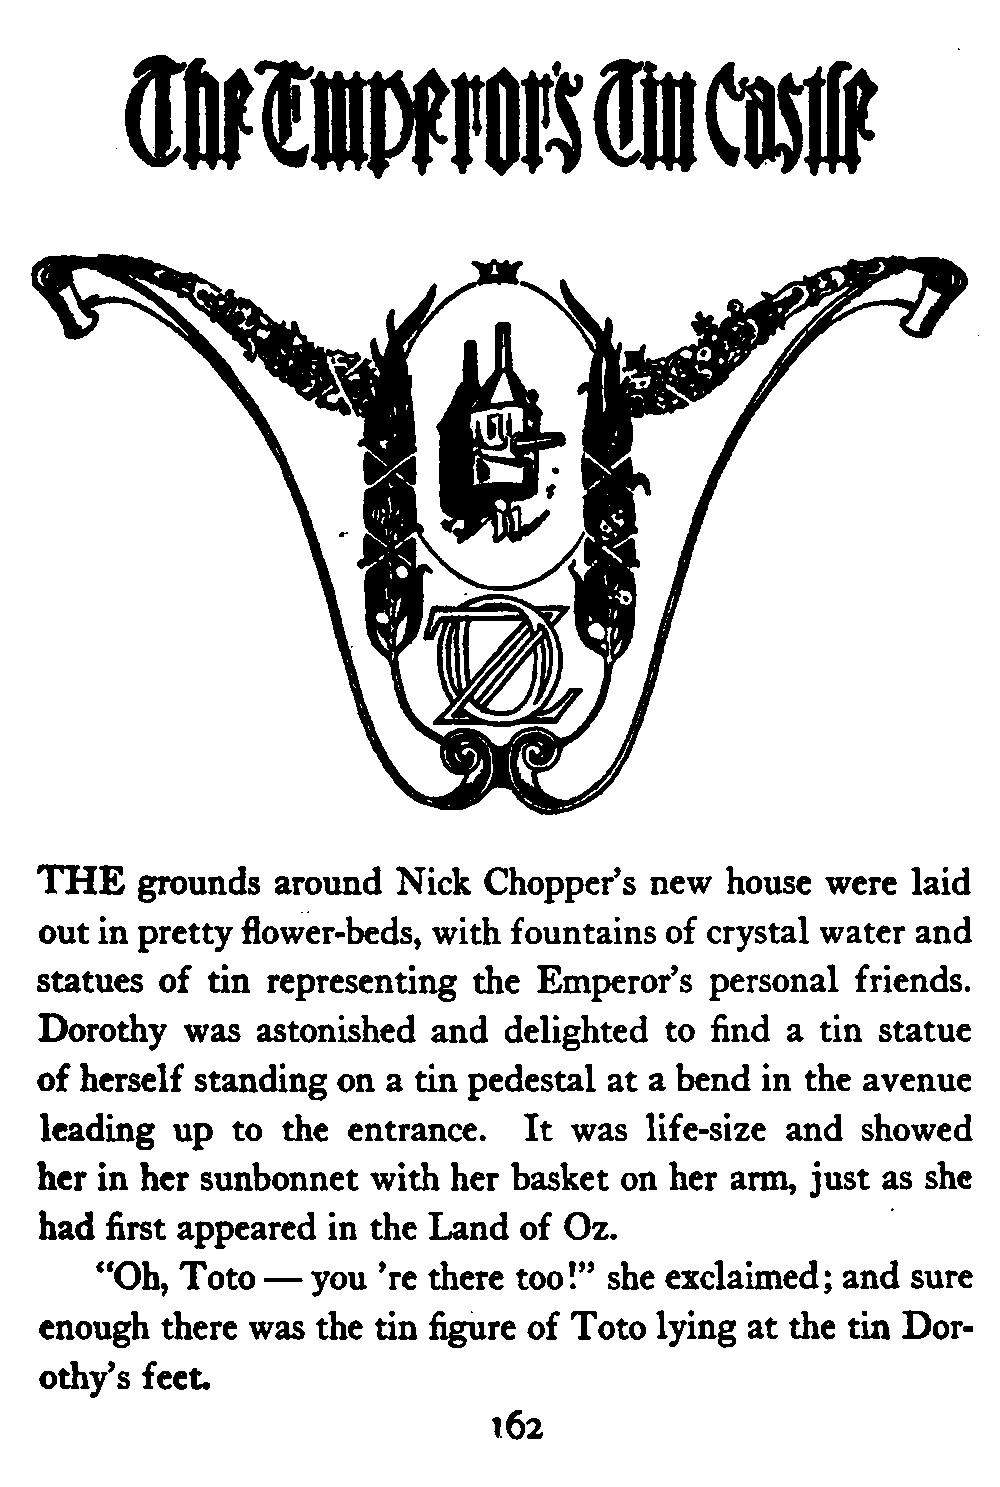 The Emperor's Tin Castle
OZ
THE grounds around Nick Chopper's new house were laid
out in pretty flower-beds, with fountains of crystal water and
statues of tin representing the Emperor's personal friends.
Dorothy was astonished and delighted to find a tin statue
of herself standing on a tin pedestal at a bend in the avenue
leading up to the entrance. It was life-size and showed
her in her sunbonnet with her basket on her arm, just as she
had first appeared in the Land of Oz.
"Oh, Toto — you 're there too!" she exclaimed; and sure
enough there was the tin figure of Toto lying at the tin Dor-
othy's feet.
162